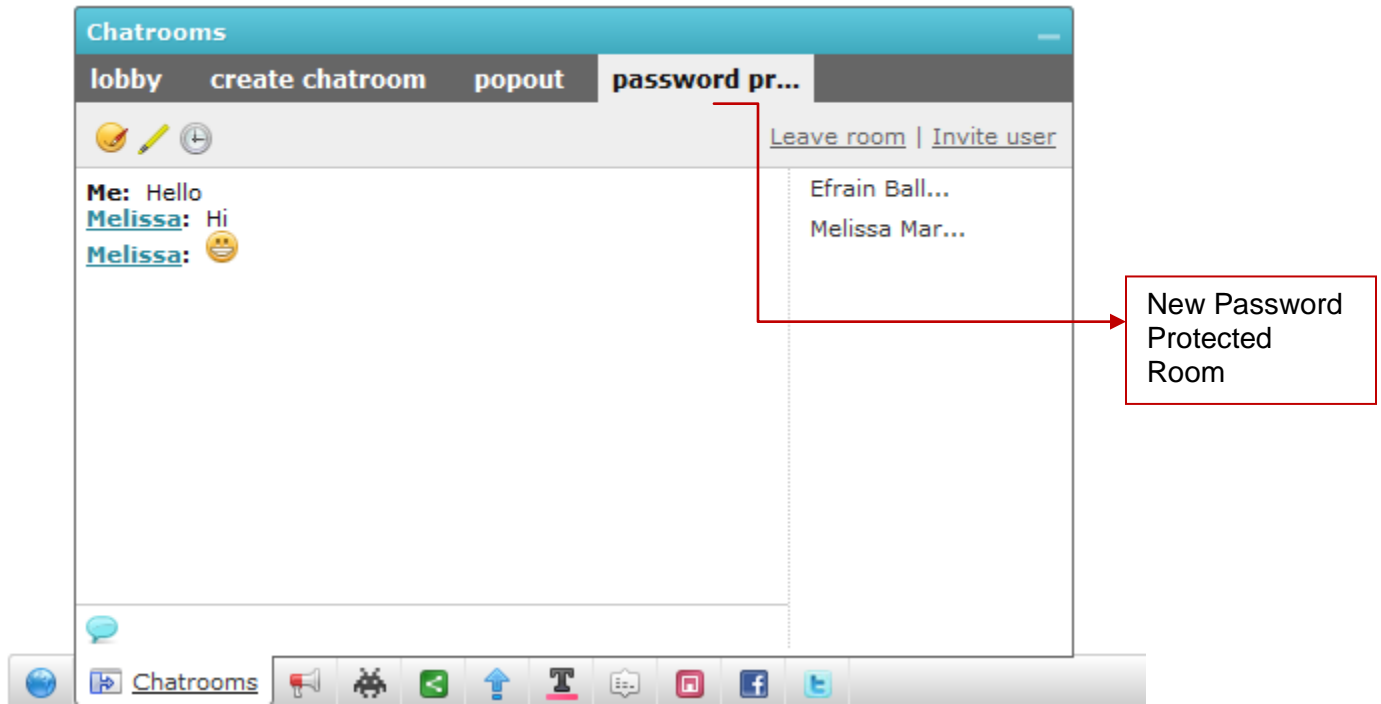 Chatrooms
lobby create chatroom popout password pr...
Leave room | Invite user
Me: Hello
Melissa: Hi
Melissa:
Efrain Ball...
Melissa Mar...
New Password
Protected
Room
Chatrooms